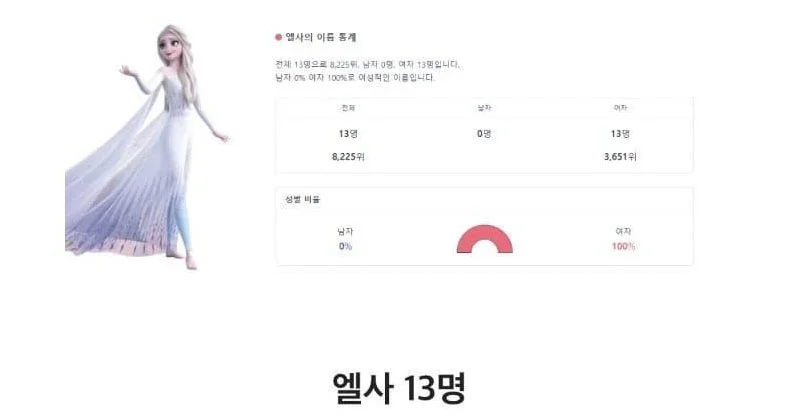 엘사의 이름 통계
전체 13명으로 8,225위, 남자 0명, 여자 13명입니다.
남자 0% 여자 100%로 여성적인 이름입니다.
전체 남자 여자
13명 0명 13명
8,225위 3,651위
성별 비율
남자 여자
0% 100%
엘사 13명